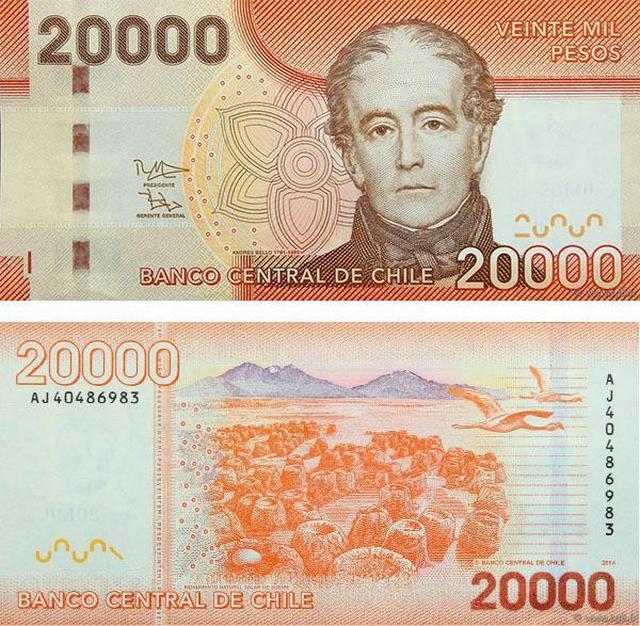 20000
VEINTE MIL
PESOS
PRESIDENTE
GERENTE GENERAL
ANDRÉS BELLO 1781-1865
BANCO CENTRAL DE CHILE
20000
20000
AJ40486983
AJ40486983
MONUMENTO NATURAL SALAR DE SURIRE
© BANCO CENTRAL DE CHILE 2014
BANCO CENTRAL DE CHILE
20000